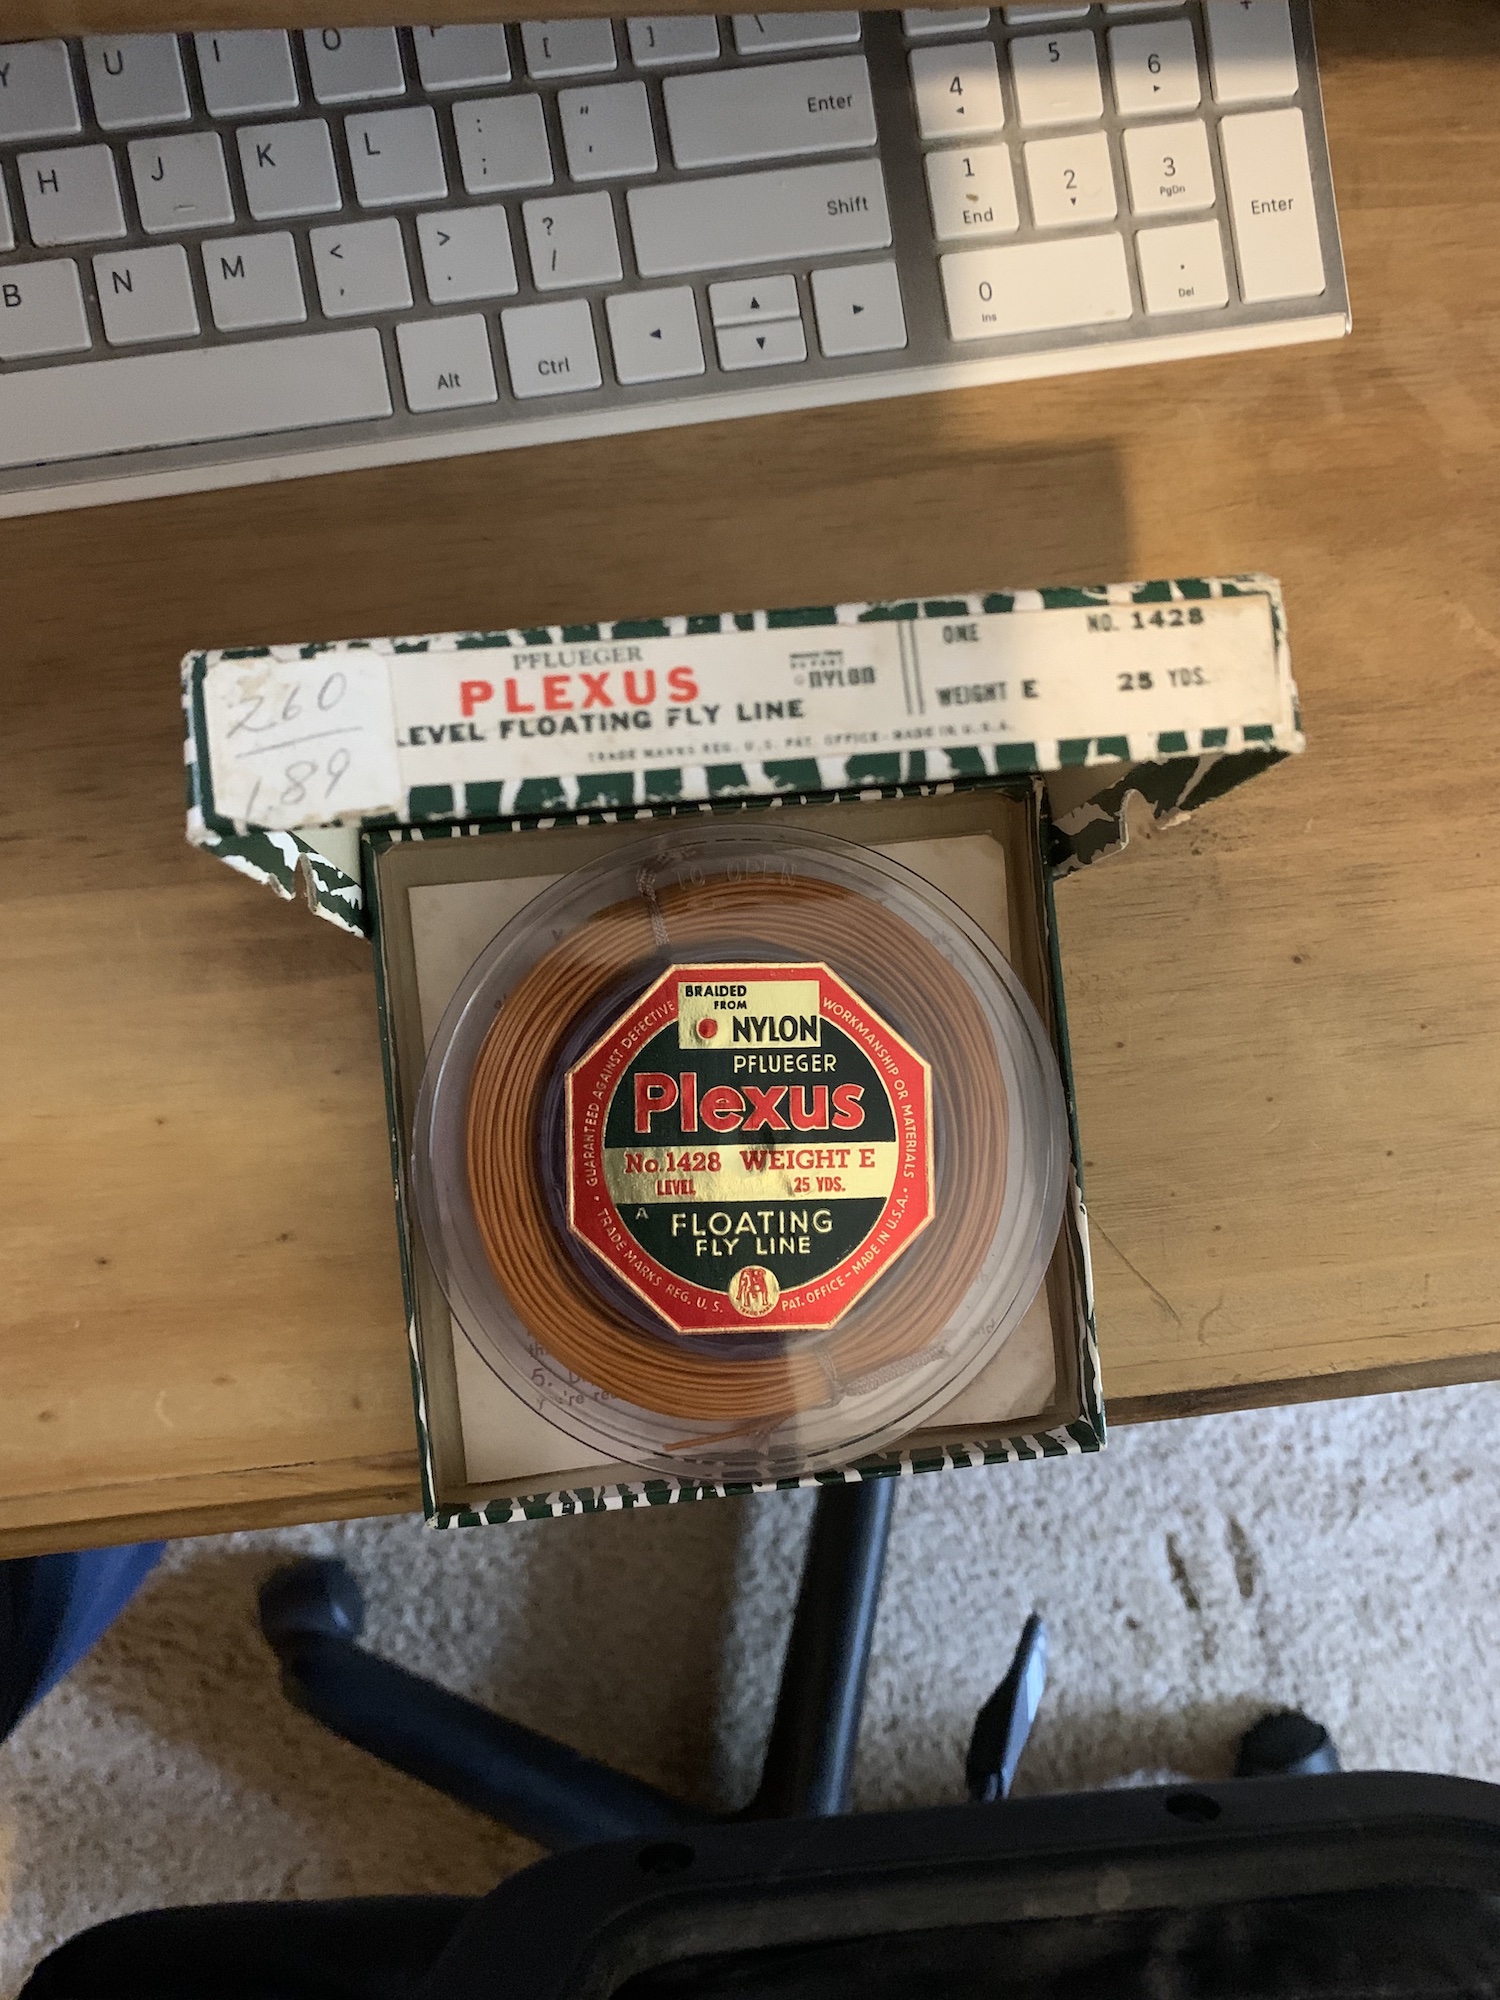 Y U I O P [ ] \
Enter
4 5 6 +
H J K L : ; " '
1 End 2 3 PgDn
Enter
B N M < , > . ? / Shift
0 Ins . Del
Alt Ctrl
260
1.89
PFLUEGER
PLEXUS
LEVEL FLOATING FLY LINE
DU PONT
NYLON
TRADE MARKS REG. U.S. PAT. OFFICE - MADE IN U.S.A.
ONE NO. 1428
WEIGHT E 25 YDS.
TO OPEN
BRAIDED
FROM
NYLON
GUARANTEED AGAINST DEFECTIVE WORKMANSHIP OR MATERIALS
PFLUEGER
Plexus
No.1428 WEIGHT E
LEVEL 25 YDS.
A FLOATING
FLY LINE
• TRADE MARKS REG. U. S. PAT. OFFICE - MADE IN U.S.A. •
5.